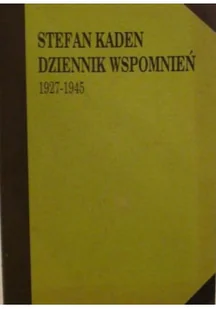 STEFAN KADEN
DZIENNIK WSPOMNIEŃ
1927-1945